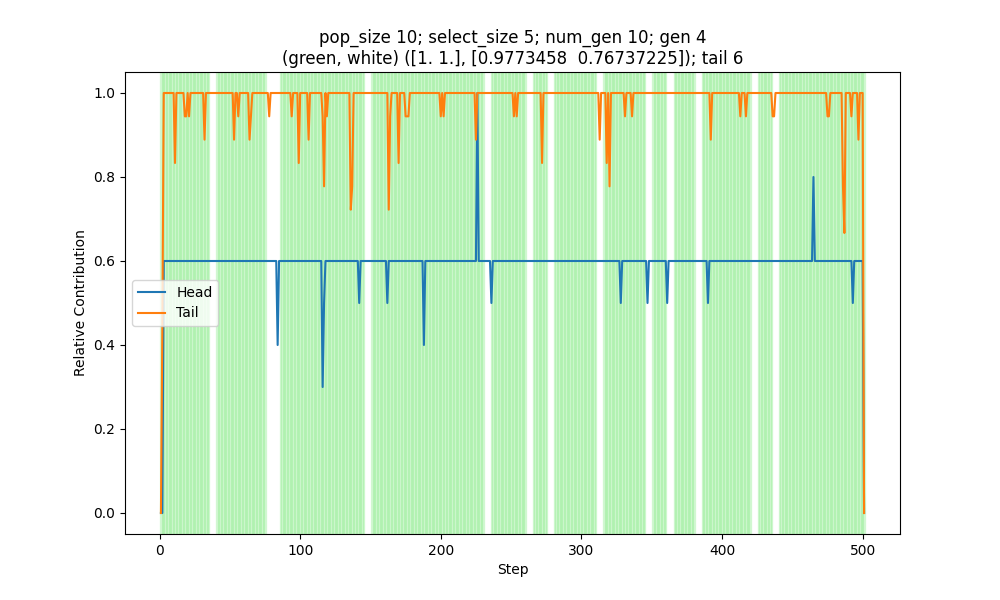 pop_size 10; select_size 5; num_gen 10; gen 4
(green, white) ([1. 1.], [0.9773458  0.76737225]); tail 6
1.0
0.8
0.6
0.4
0.2
0.0
Relative Contribution
Head
Tail
0 100 200 300 400 500
Step